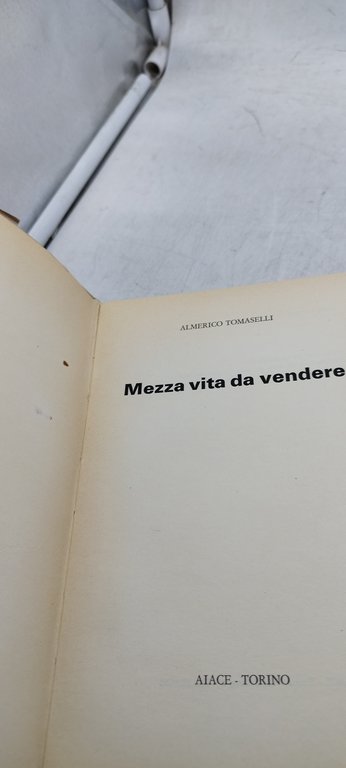 ALMERICO TOMASELLI
Mezza vita da vendere
AIACE - TORINO